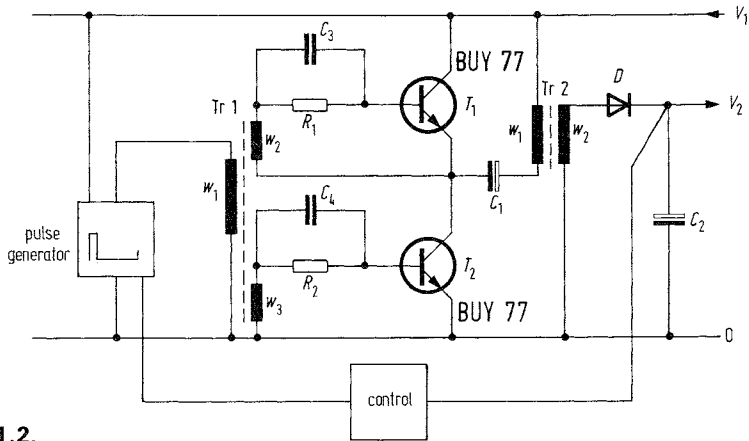 V₁
C₃
BUY 77
Tr 1
R₁
T₁
w₂
Tr 2
D
V₂
w₁
w₂
w₁
C₁
C₄
C₂
pulse
generator
R₂
T₂
w₃
BUY 77
0
control
1.2.